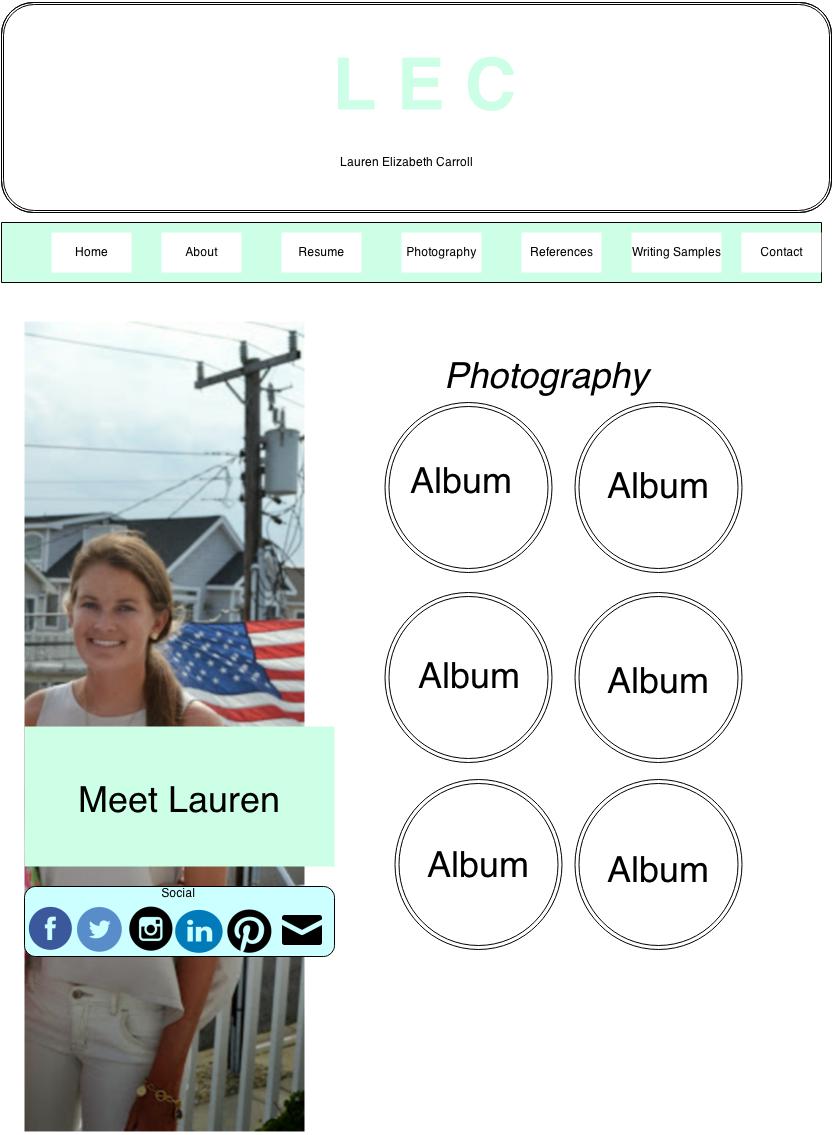 L E C
Lauren Elizabeth Carroll
Home About Resume Photography References Writing Samples Contact
Photography
Album Album
Album Album
Meet Lauren
Album Album
Social